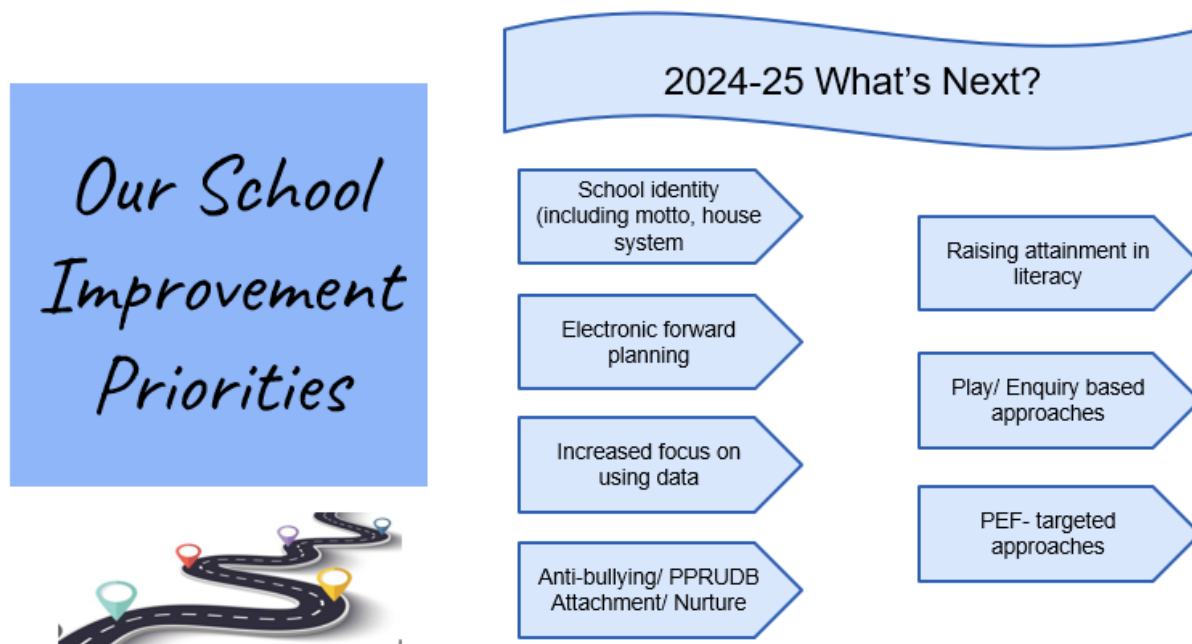 Our School
Improvement
Priorities
2024-25 What's Next?
School identity
(including motto, house
system
Electronic forward
planning
Increased focus on
using data
Anti-bullying/ PPRUDB
Attachment/ Nurture
Raising attainment in
literacy
Play/ Enquiry based
approaches
PEF- targeted
approaches